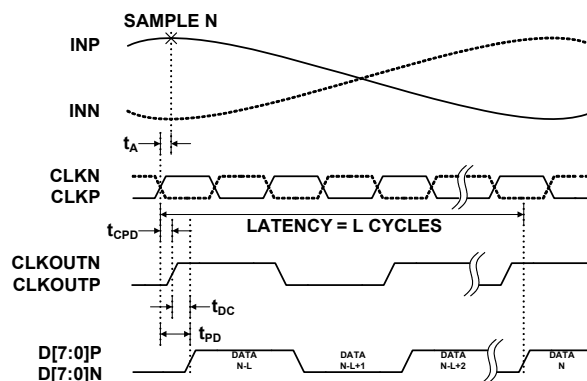 SAMPLE N
INP
INN
tA
CLKN
CLKP
tCPD
LATENCY = L CYCLES
CLKOUTN
CLKOUTP
tDC
tPD
D[7:0]P
D[7:0]N
DATA
N-L
DATA
N-L+1
DATA
N-L+2
DATA
N